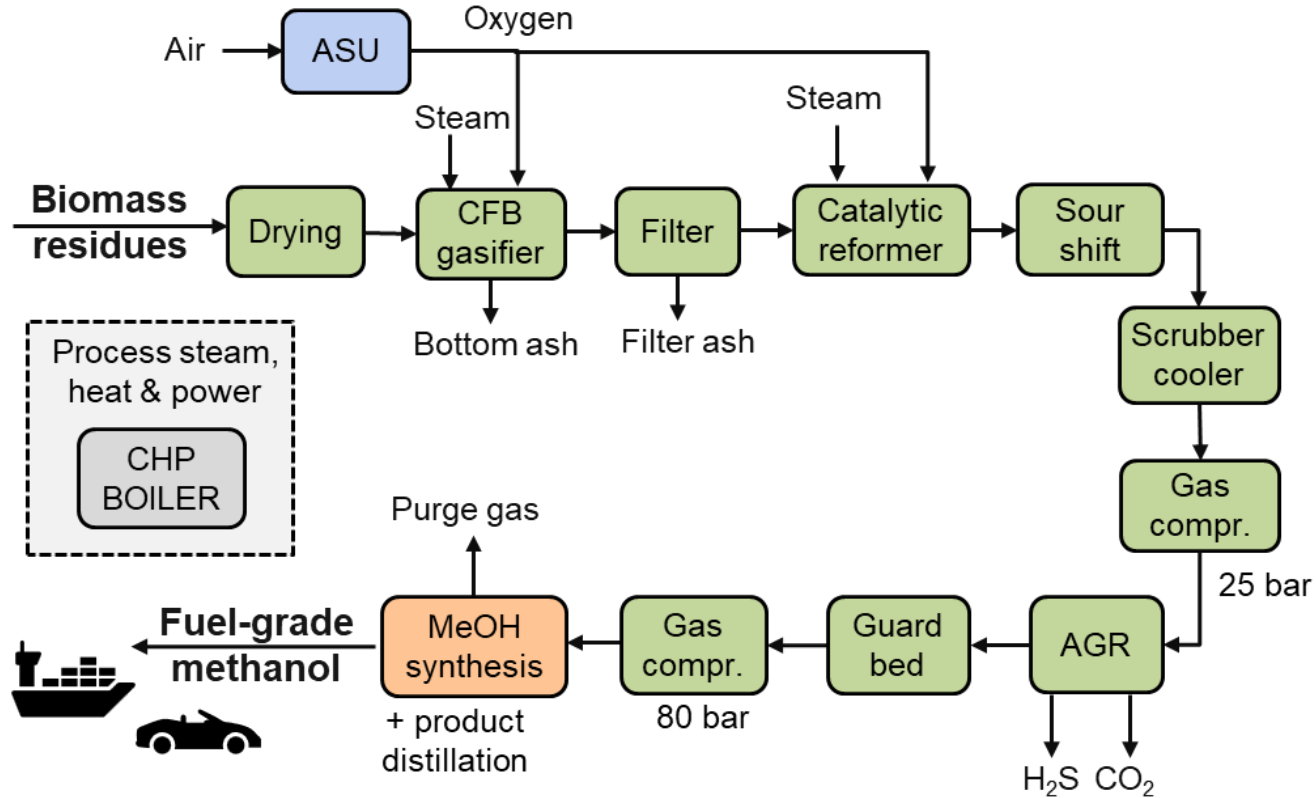 Oxygen
Air
ASU
Steam
Steam
Biomass
residues
Drying
CFB
gasifier
Filter
Catalytic
reformer
Sour
shift
Bottom ash
Filter ash
Scrubber
cooler
Process steam,
heat & power
CHP
BOILER
Gas
compr.
25 bar
Purge gas
Fuel-grade
methanol
MeOH
synthesis
+ product
distillation
Gas
compr.
80 bar
Guard
bed
AGR
H₂S
CO₂